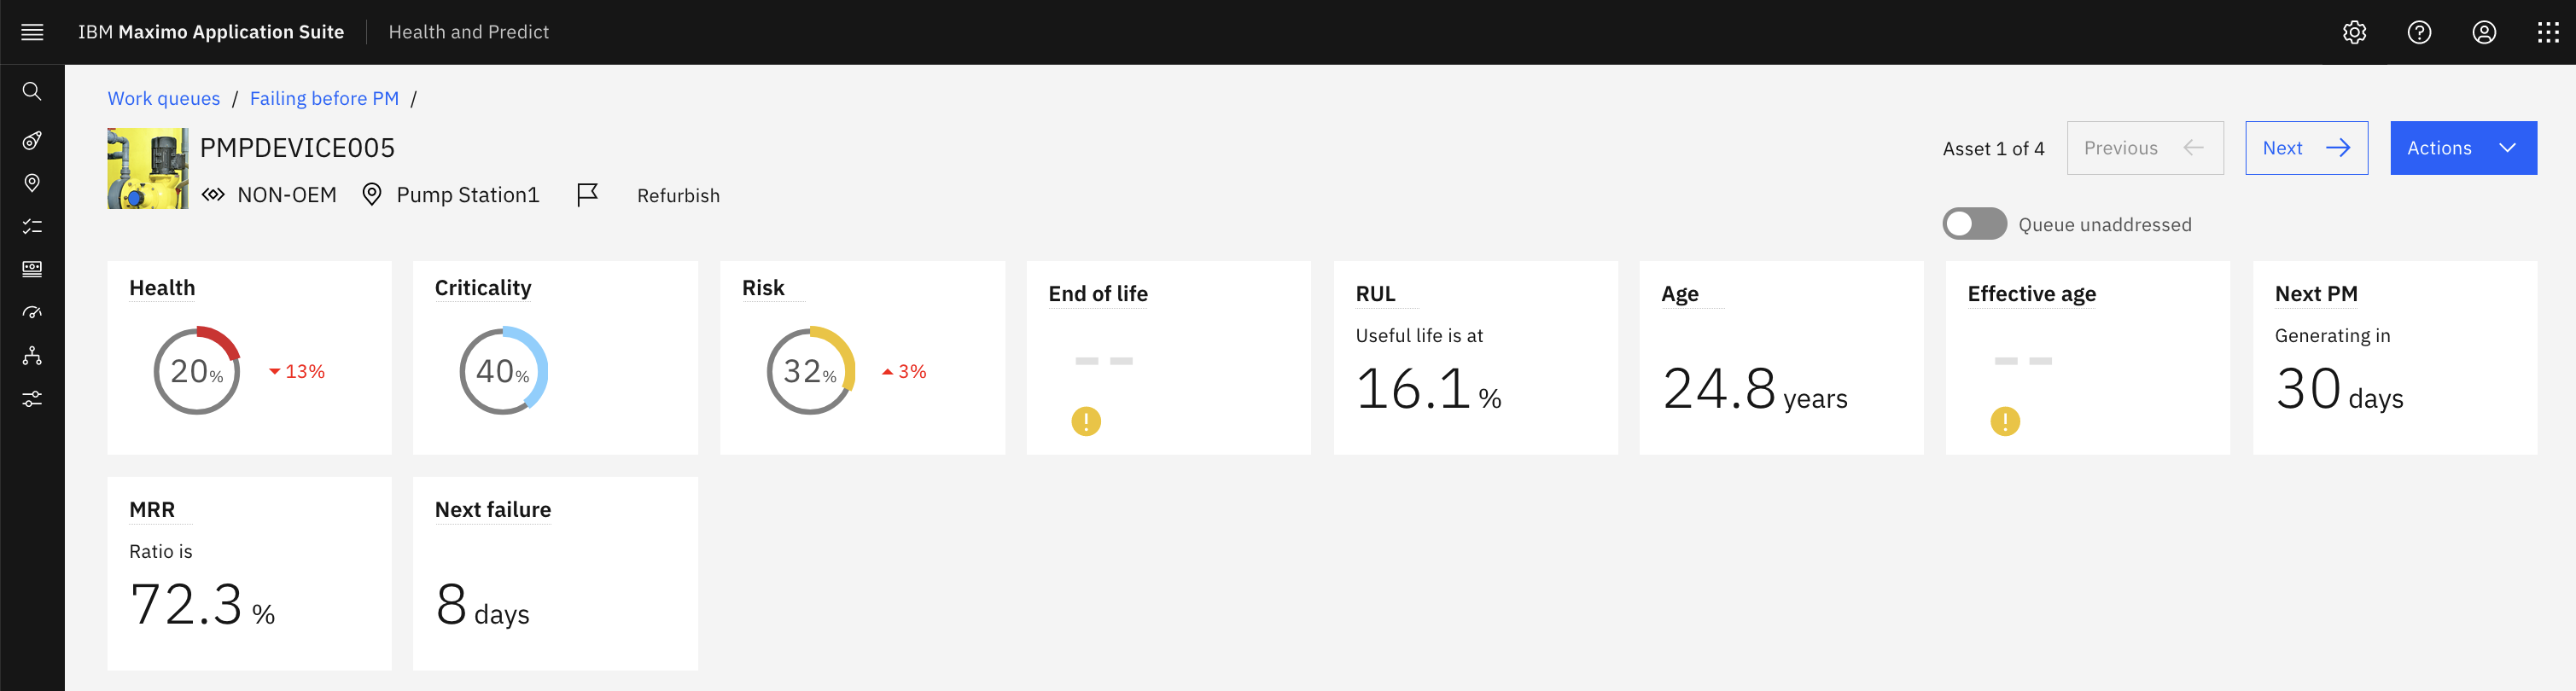 IBM Maximo Application Suite Health and Predict
Work queues / Failing before PM /
PMPDEVICE005
NON-OEM Pump Station1 Refurbish
Asset 1 of 4 Previous Next Actions
Queue unaddressed
Health
20%
13%
Criticality
40%
Risk
32%
3%
End of life
RUL
Useful life is at
16.1 %
Age
24.8 years
Effective age
Next PM
Generating in
30 days
MRR
Ratio is
72.3 %
Next failure
8 days